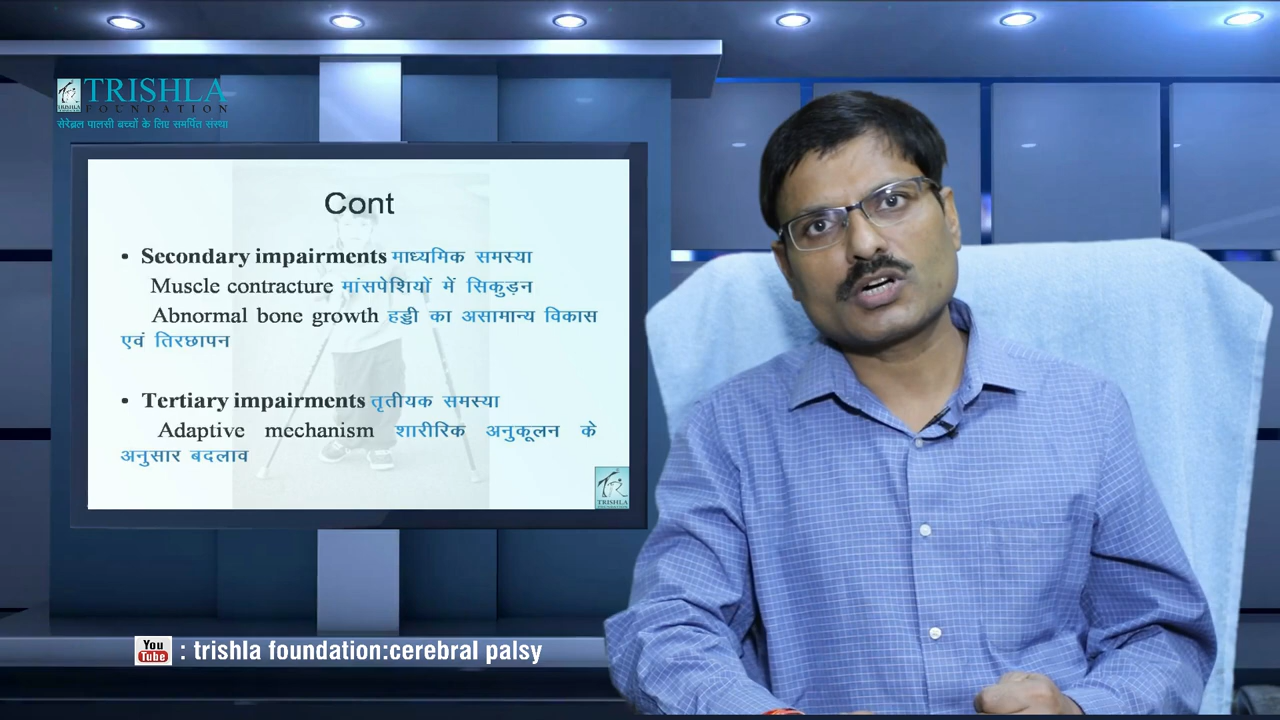 TRISHLA
FOUNDATION
सेरेब्रल पालसी बच्चों के लिए समर्पित संस्था
Cont
• Secondary impairments माध्यमिक समस्या
Muscle contracture मांसपेशियों में सिकुड़न
Abnormal bone growth हड्डी का असामान्य विकास
एवं तिरछापन
• Tertiary impairments तृतीयक समस्या
Adaptive mechanism शारीरिक अनुकूलन के
अनुसार बदलाव
TRISHLA
You Tube : trishla foundation:cerebral palsy